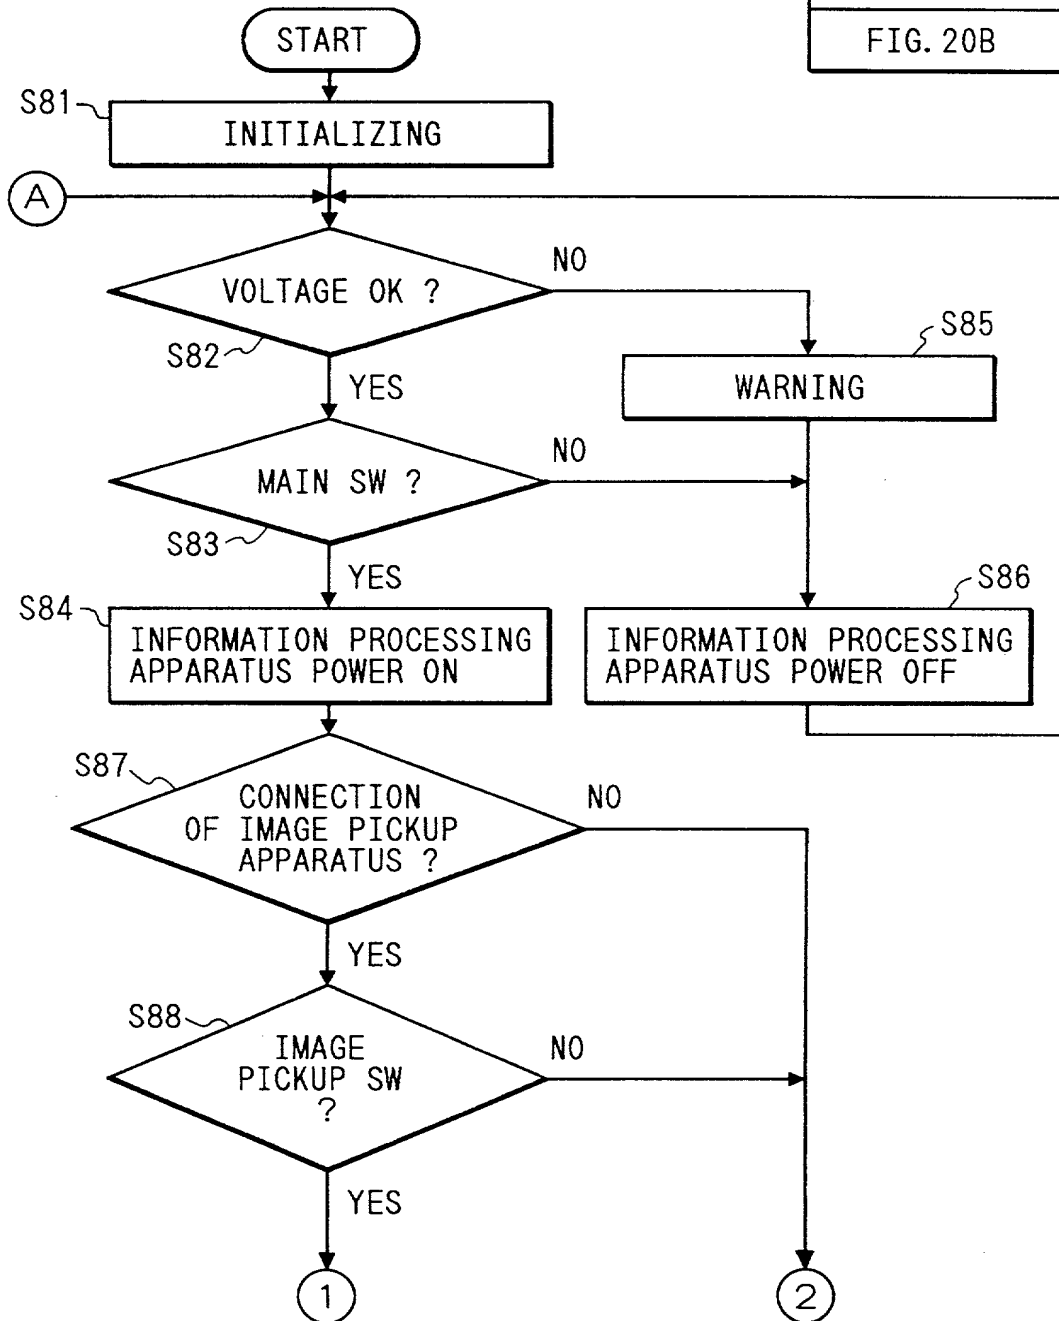 FIG. 20B
START
S81
INITIALIZING
A
VOLTAGE OK ?
NO
S82
YES
S85
WARNING
MAIN SW ?
NO
S83
YES
S84
INFORMATION PROCESSING
APPARATUS POWER ON
S86
INFORMATION PROCESSING
APPARATUS POWER OFF
S87
CONNECTION
OF IMAGE PICKUP
APPARATUS ?
NO
YES
S88
IMAGE
PICKUP SW
?
NO
YES
1
2